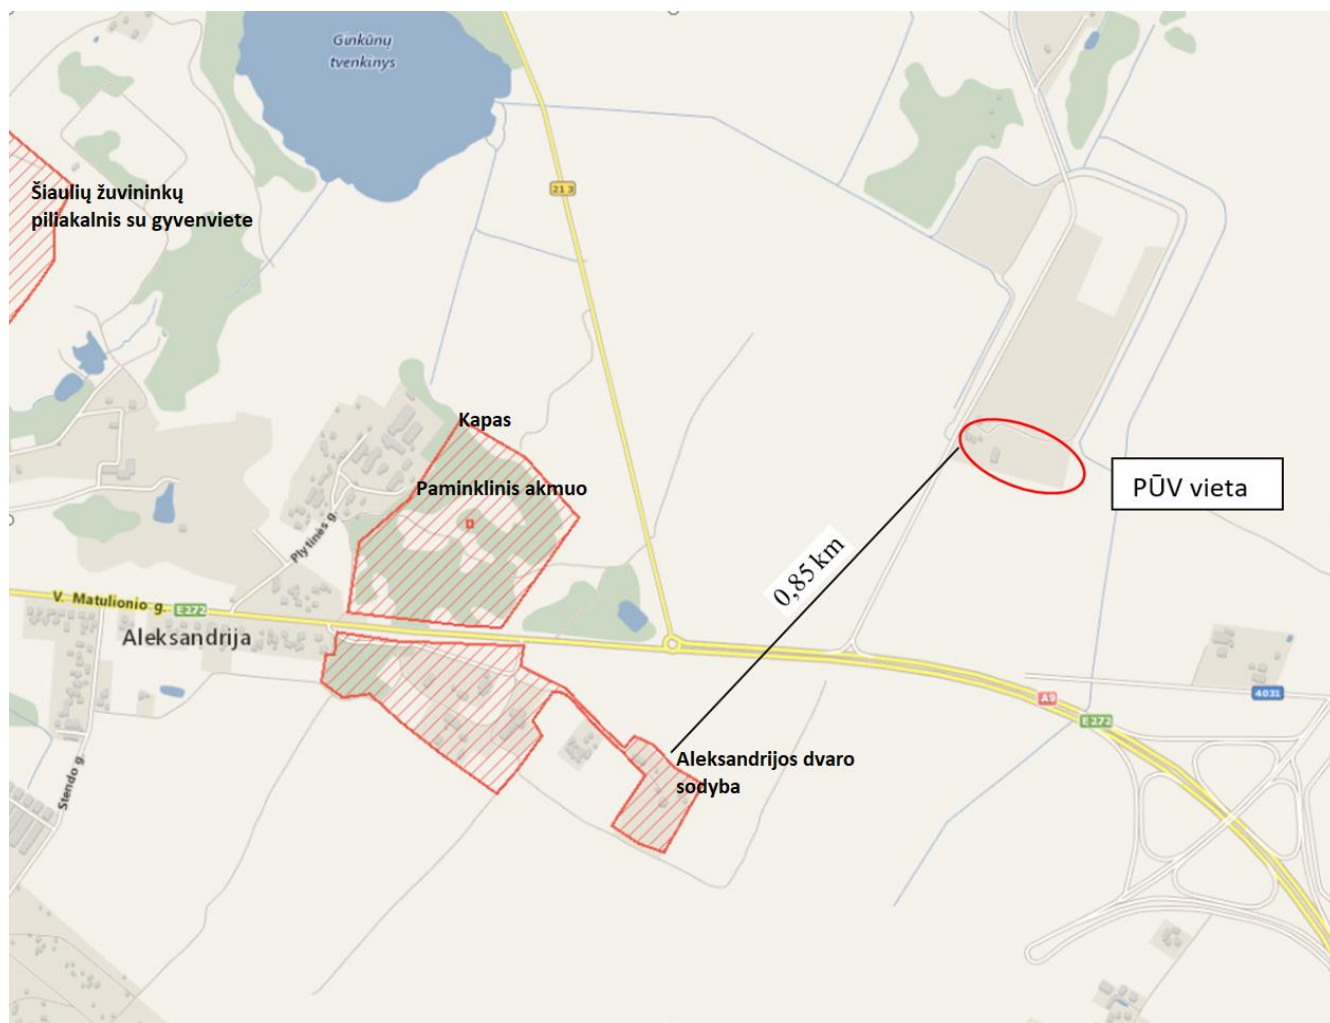 Ginkūnų
tvenkinys
213
Šiaulių žuvininkų
piliakalnis su gyvenviete
Kapas
Paminklinis akmuo
PŪV vieta
Plytinės g.
0,85 km
V. Matulionio g.
E272
Aleksandrija
4031
A9
E272
Aleksandrijos dvaro
sodyba
Stendo g.